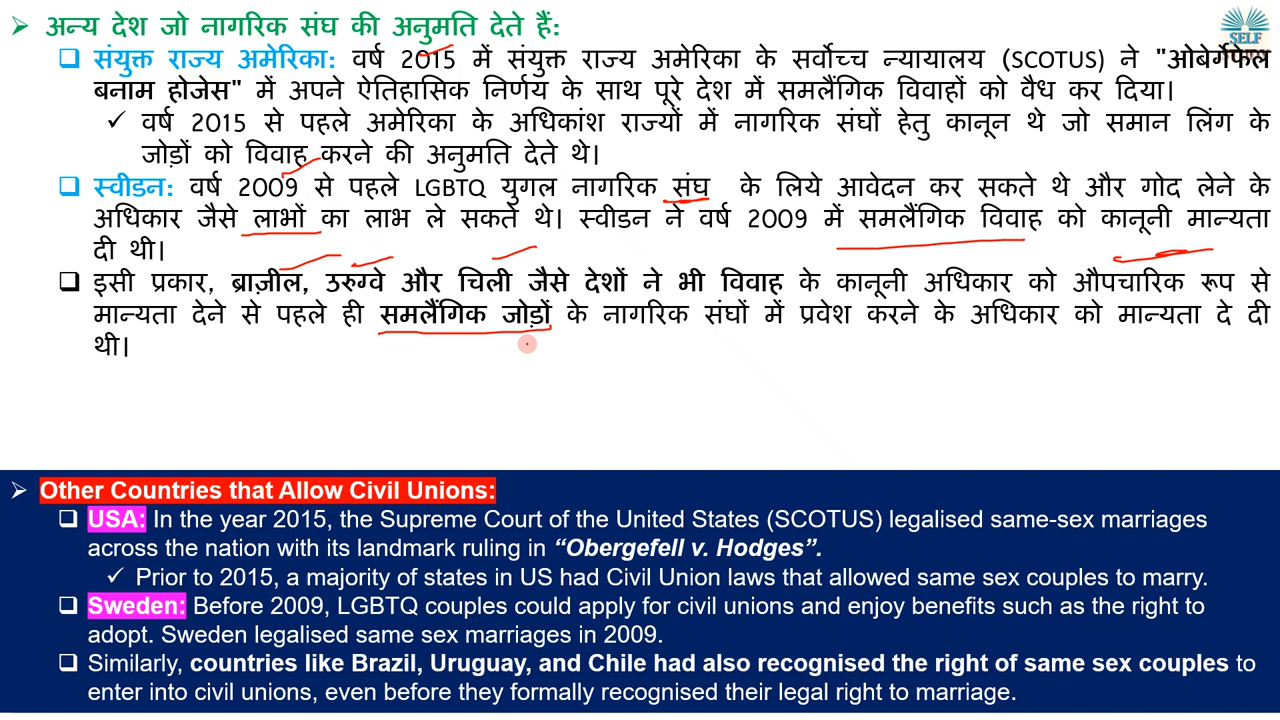 ➢ अन्य देश जो नागरिक संघ की अनुमति देते हैं:
SELF
❑ संयुक्त राज्य अमेरिका: वर्ष 2015 में संयुक्त राज्य अमेरिका के सर्वोच्च न्यायालय (SCOTUS) ने "ओबेर्गेफेल
बनाम होजेस" में अपने ऐतिहासिक निर्णय के साथ पूरे देश में समलैंगिक विवाहों को वैध कर दिया।
✓ वर्ष 2015 से पहले अमेरिका के अधिकांश राज्यों में नागरिक संघों हेतु कानून थे जो समान लिंग के
जोड़ों को विवाह करने की अनुमति देते थे।
❑ स्वीडन: वर्ष 2009 से पहले LGBTQ युगल नागरिक संघ के लिये आवेदन कर सकते थे और गोद लेने के
अधिकार जैसे लाभों का लाभ ले सकते थे। स्वीडन ने वर्ष 2009 में समलैंगिक विवाह को कानूनी मान्यता
दी थी।
❑ इसी प्रकार, ब्राज़ील, उरुग्वे और चिली जैसे देशों ने भी विवाह के कानूनी अधिकार को औपचारिक रूप से
मान्यता देने से पहले ही समलैंगिक जोड़ों के नागरिक संघों में प्रवेश करने के अधिकार को मान्यता दे दी
थी।
➢ Other Countries that Allow Civil Unions:
❑ USA: In the year 2015, the Supreme Court of the United States (SCOTUS) legalised same-sex marriages
across the nation with its landmark ruling in “Obergefell v. Hodges”.
✓ Prior to 2015, a majority of states in US had Civil Union laws that allowed same sex couples to marry.
❑ Sweden: Before 2009, LGBTQ couples could apply for civil unions and enjoy benefits such as the right to
adopt. Sweden legalised same sex marriages in 2009.
❑ Similarly, countries like Brazil, Uruguay, and Chile had also recognised the right of same sex couples to
enter into civil unions, even before they formally recognised their legal right to marriage.